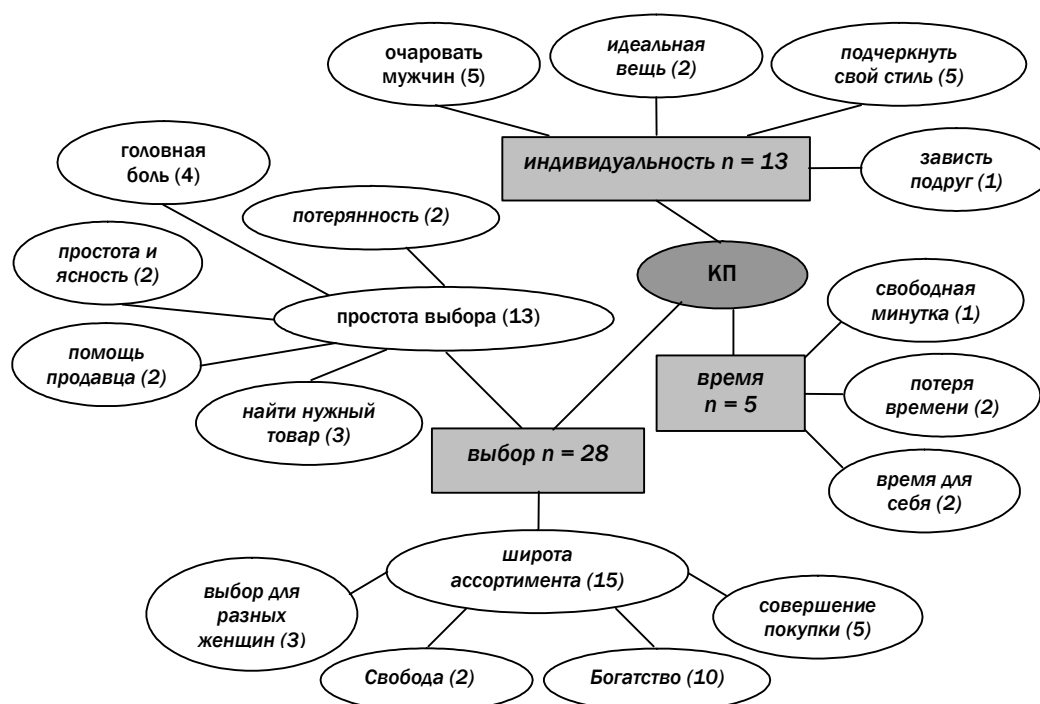 очаровать
мужчин (5)
идеальная
вещь (2)
подчеркнуть
свой стиль (5)
индивидуальность n = 13
зависть
подруг (1)
головная
боль (4)
потерянность (2)
простота и
ясность (2)
КП
свободная
минутка (1)
простота выбора (13)
помощь
продавца (2)
время
n = 5
потеря
времени (2)
найти нужный
товар (3)
выбор n = 28
время для
себя (2)
широта
ассортимента (15)
выбор для
разных
женщин (3)
совершение
покупки (5)
Свобода (2)
Богатство (10)